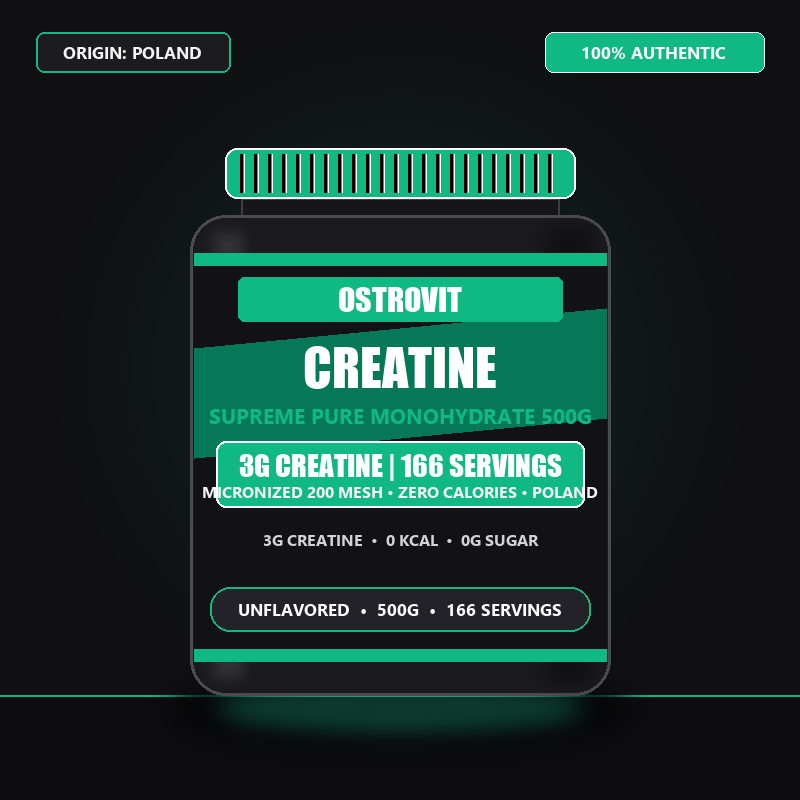 ORIGIN: POLAND
100% AUTHENTIC
OSTROVIT
CREATINE
SUPREME PURE MONOHYDRATE 500G
3G CREATINE | 166 SERVINGS
MICRONIZED 200 MESH • ZERO CALORIES • POLAND
3G CREATINE • 0 KCAL • 0G SUGAR
UNFLAVORED • 500G • 166 SERVINGS